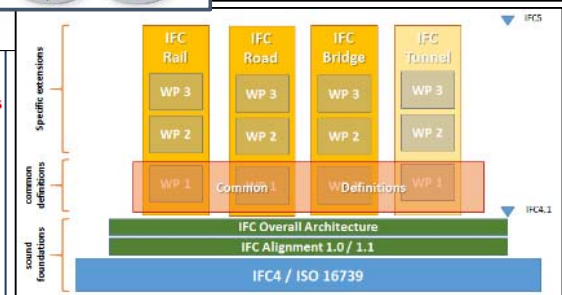 IFC5
IFC Rail
IFC Road
IFC Bridge
IFC Tunnel
Specific extensions
WP 3
WP 3
WP 3
WP 3
WP 2
WP 2
WP 2
WP 2
common definitions
WP 1
WP 1
WP 1
Common Definitions
IFC4.1
sound foundations
IFC Overall Architecture
IFC Alignment 1.0 / 1.1
IFC4 / ISO 16739